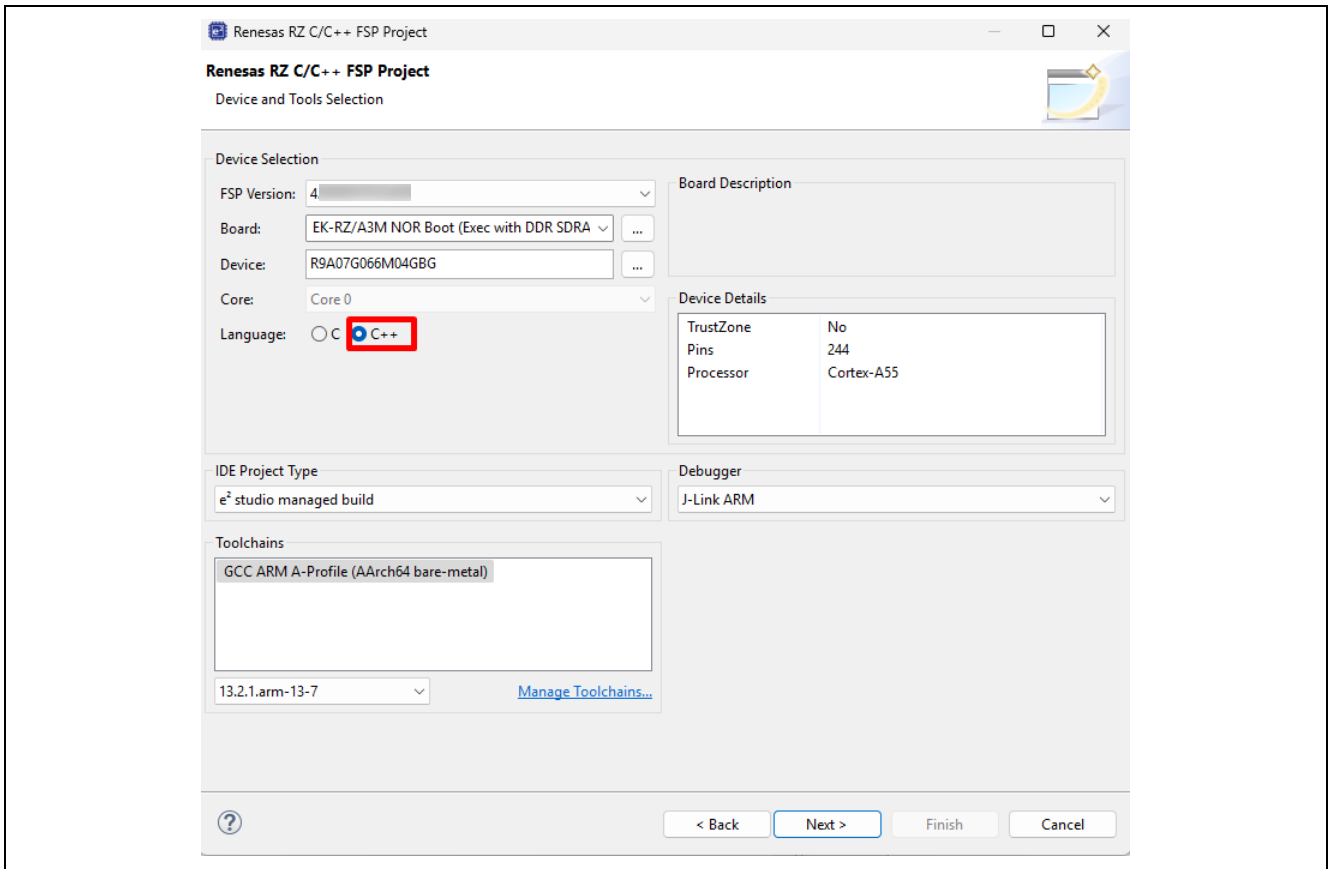 Renesas RZ C/C++ FSP Project
Renesas RZ C/C++ FSP Project
Device and Tools Selection
Device Selection
FSP Version: 4.
Board: EK-RZ/A3M NOR Boot (Exec with DDR SDRA ...
Device: R9A07G066M04GBG ...
Core: Core 0
Language: C C++
Board Description
Device Details
TrustZone No
Pins 244
Processor Cortex-A55
IDE Project Type
e² studio managed build
Debugger
J-Link ARM
Toolchains
GCC ARM A-Profile (AArch64 bare-metal)
13.2.1.arm-13-7
Manage Toolchains...
?
< Back Next > Finish Cancel